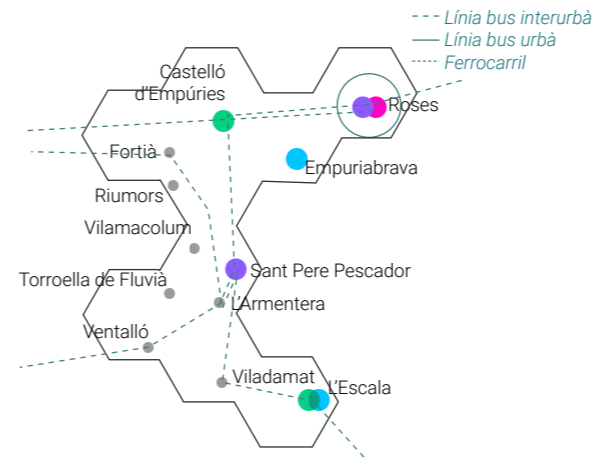 Línia bus interurbà
Línia bus urbà
Ferrocarril
Castelló
d'Empúries
Roses
Fortià
Empuriabrava
Riumors
Vilamacolum
Sant Pere Pescador
Torroella de Fluvià
L'Armentera
Ventalló
Viladamat
L'Escala